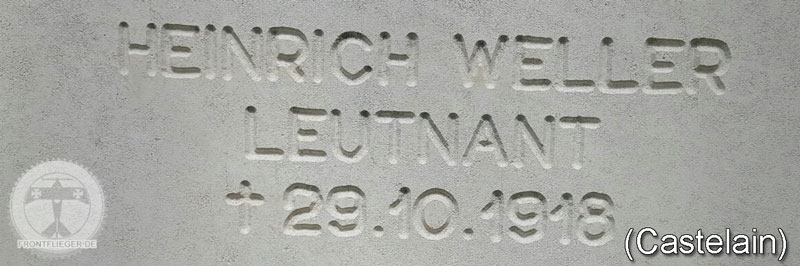 HEINRICH WELLER
LEUTNANT
† 29.10.1918
FRONTFLIEGER.DE
(Castelain)